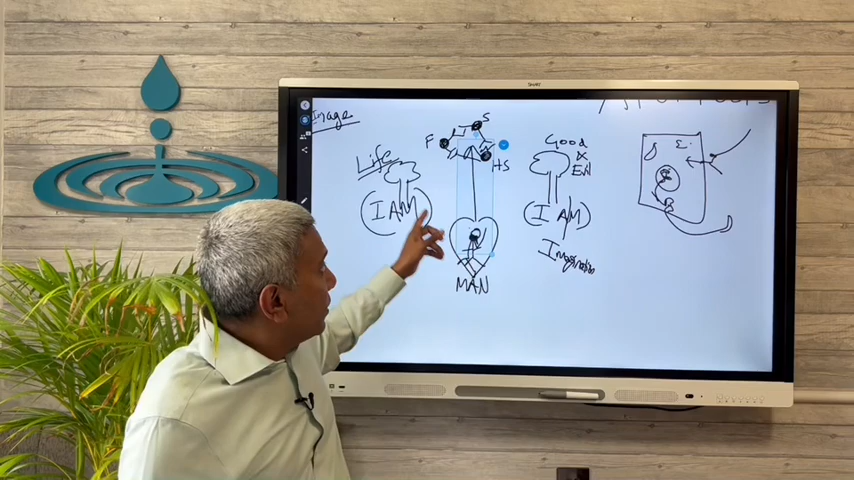 SMART
Image
S
F
HS
Life
(I AM)
MAN
Good
&
Evil
(I AM)
Imagination